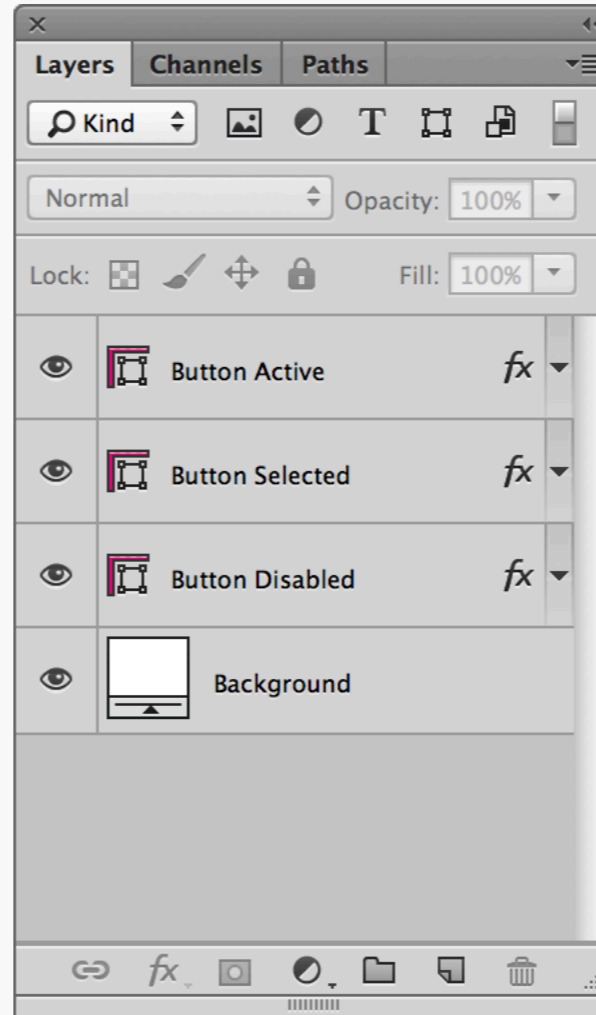 Layers Channels Paths
Kind T
Normal Opacity: 100%
Lock: Fill: 100%
Button Active fx
Button Selected fx
Button Disabled fx
Background
fx